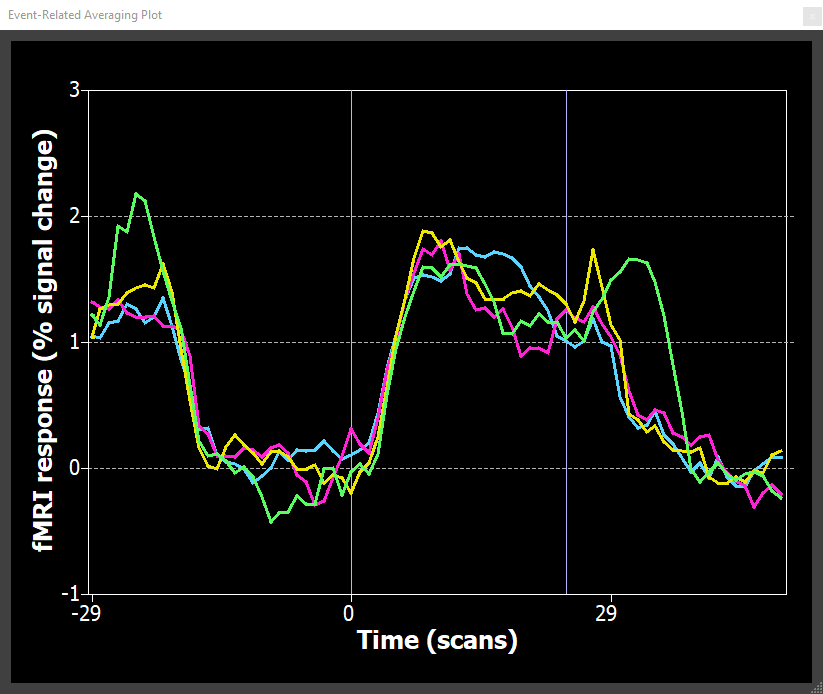 Event-Related Averaging Plot
3
2
1
0
-1
fMRI response (% signal change)
-29
0
29
Time (scans)